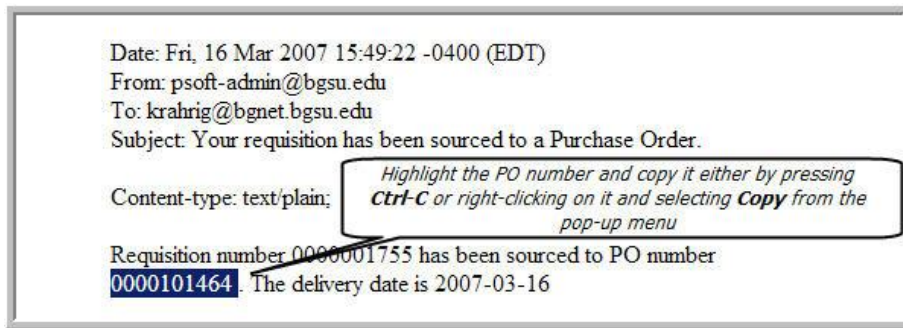 Date: Fri, 16 Mar 2007 15:49:22 -0400 (EDT)
From: psoft-admin@bgsu.edu
To: krahrig@bgnet.bgsu.edu
Subject: Your requisition has been sourced to a Purchase Order.
Content-type: text/plain;
Highlight the PO number and copy it either by pressing
Ctrl-C or right-clicking on it and selecting Copy from the
pop-up menu
Requisition number 0000001755 has been sourced to PO number
0000101464 . The delivery date is 2007-03-16